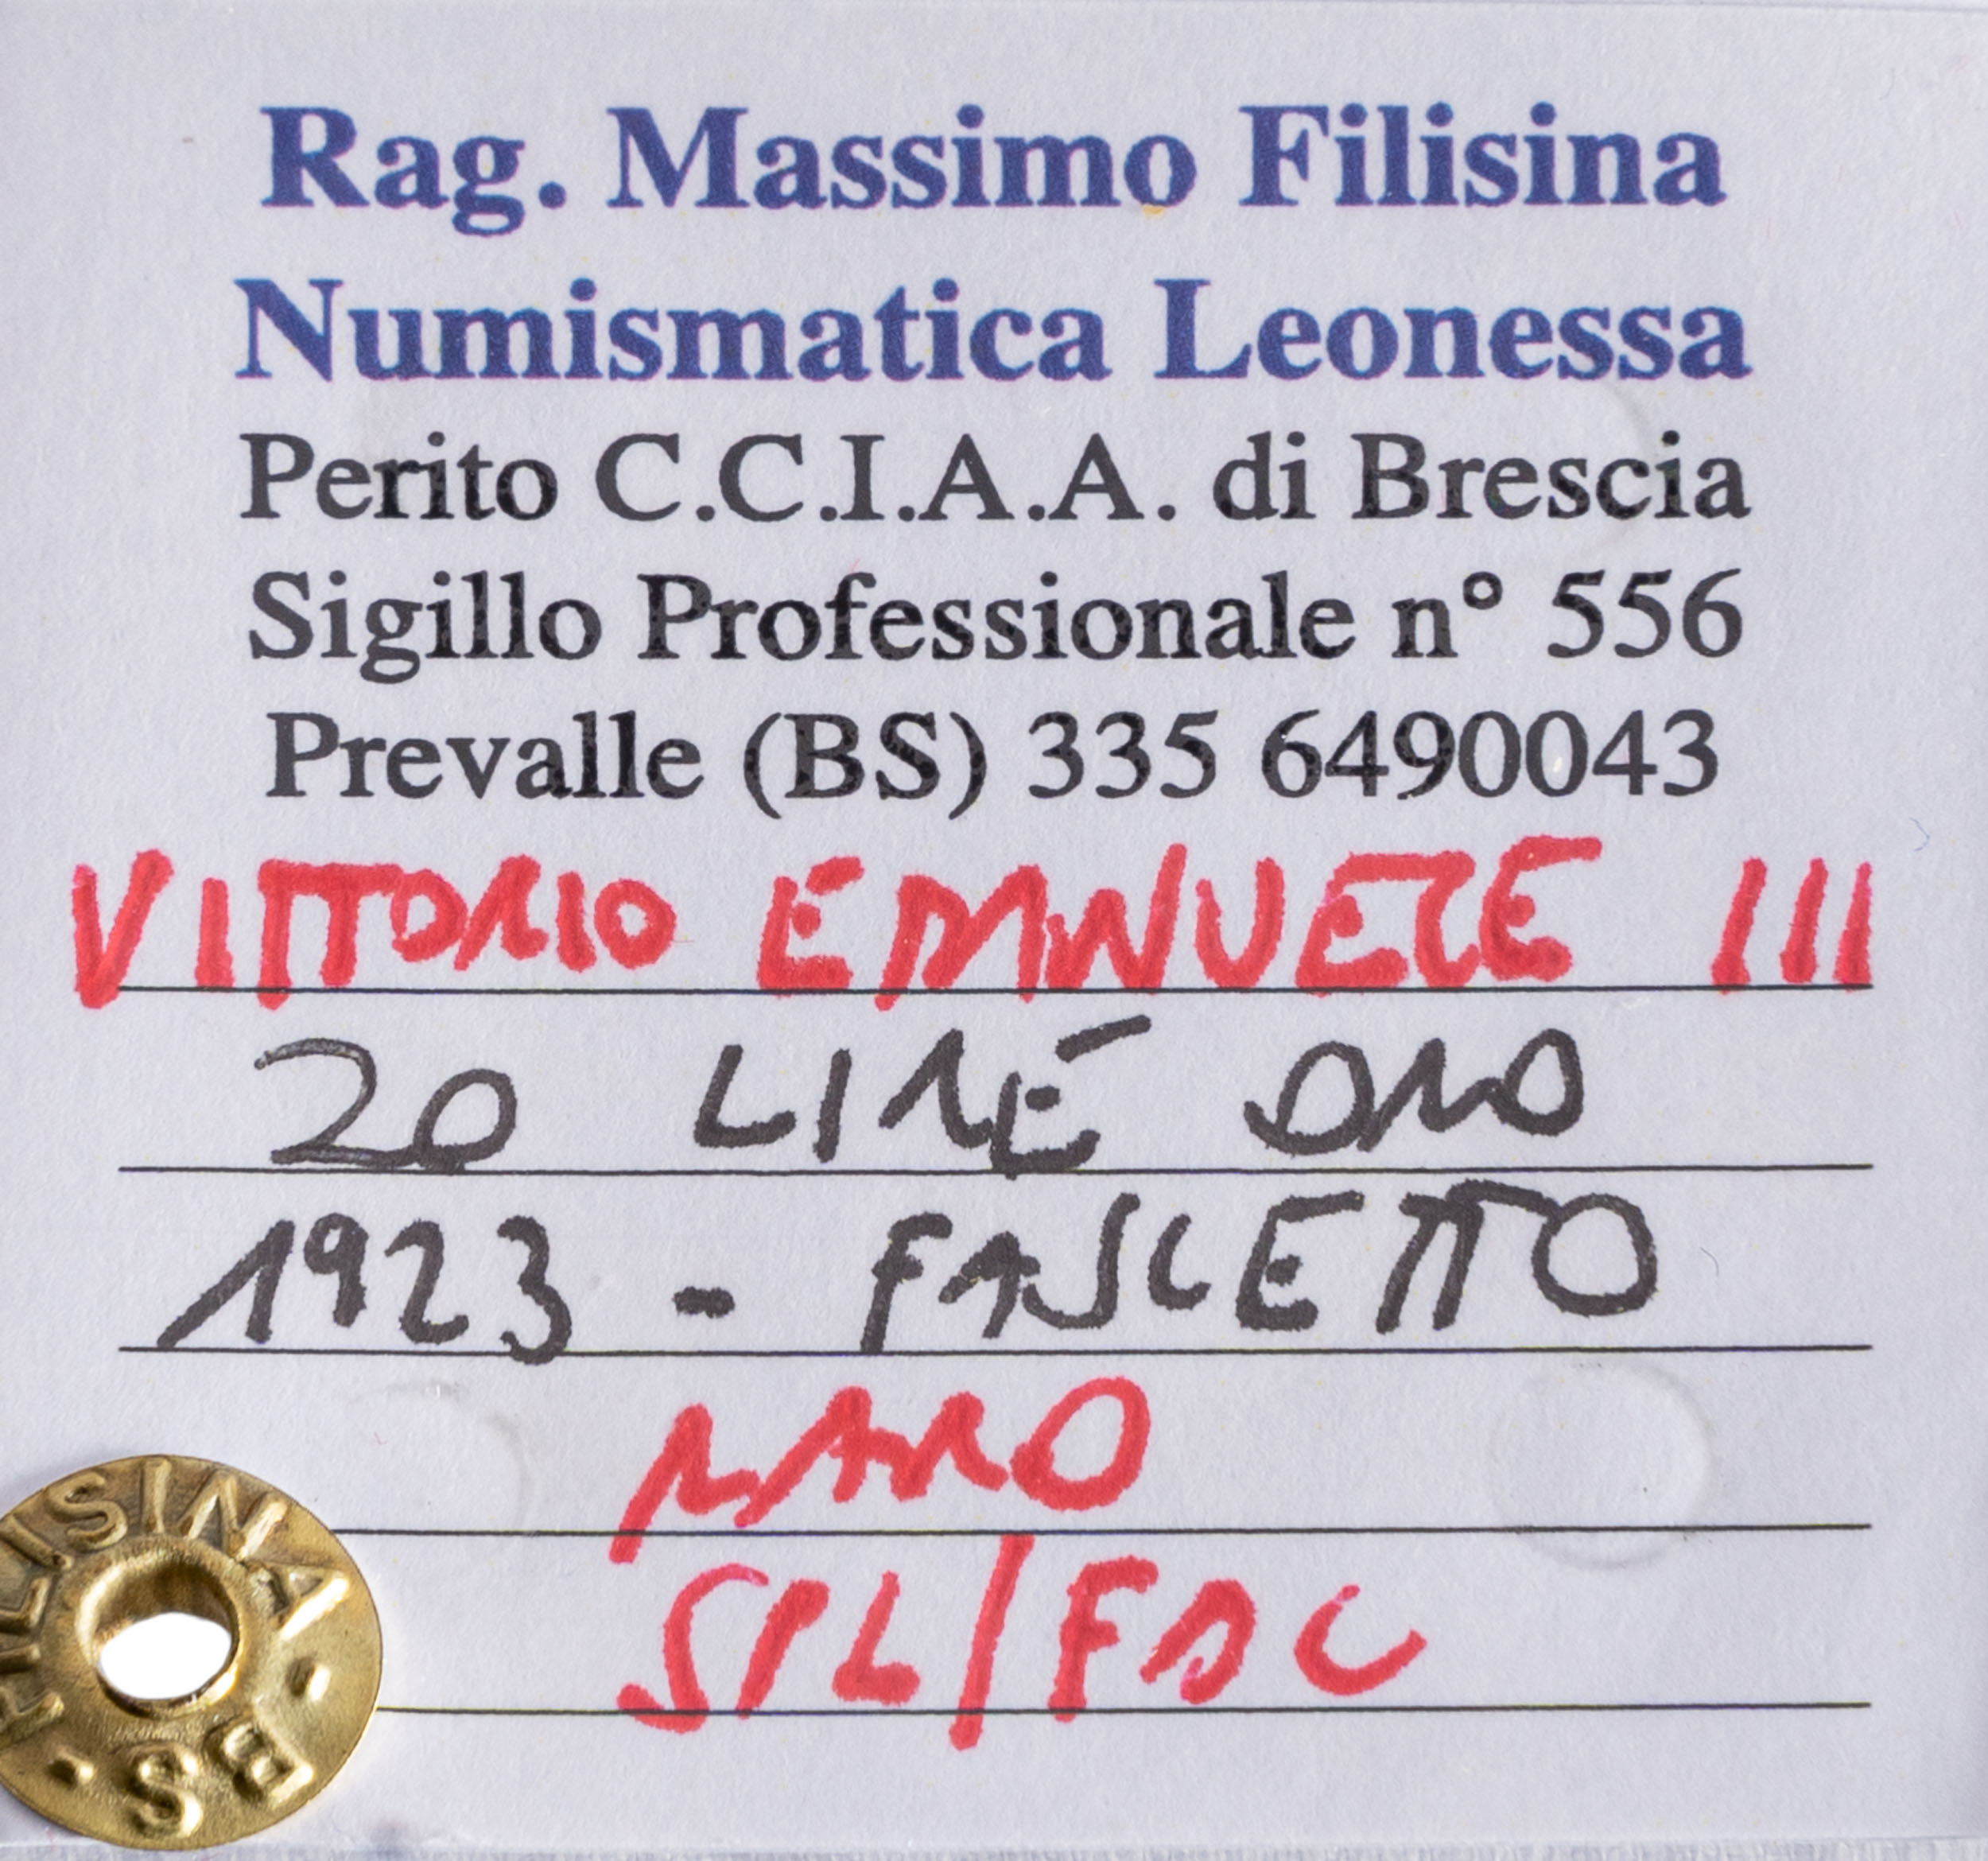 Rag. Massimo Filisina
Numismatica Leonessa
Perito C.C.I.A.A. di Brescia
Sigillo Professionale n° 556
Prevalle (BS) 335 6490043
VITTORIO EMANUELE III
20 LIRE ORO
1923 - FASCETTO
RARO
SPL/FDC
FILISINA
· BS ·